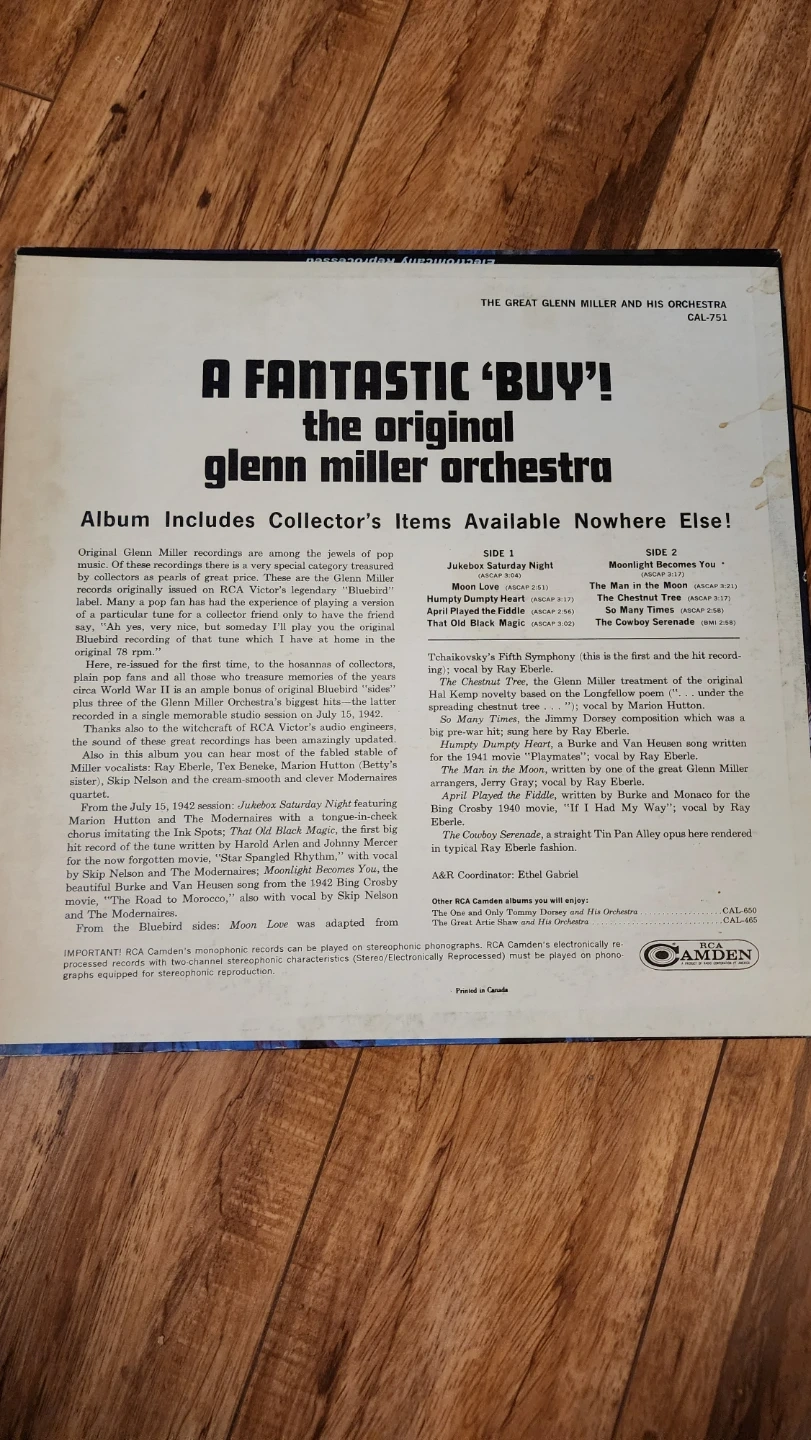 Electronically Reprocessed
THE GREAT GLENN MILLER AND HIS ORCHESTRA
CAL-751
A FANTASTIC ‘BUY’!
the original
glenn miller orchestra
Album Includes Collector's Items Available Nowhere Else!
Original Glenn Miller recordings are among the jewels of pop
music. Of these recordings there is a very special category treasured
by collectors as pearls of great price. These are the Glenn Miller
records originally issued on RCA Victor's legendary "Bluebird"
label. Many a pop fan has had the experience of playing a version
of a particular tune for a collector friend only to have the friend
say, "Ah yes, very nice, but someday I'll play you the original
Bluebird recording of that tune which I have at home in the
original 78 rpm."
Here, re-issued for the first time, to the hosannas of collectors,
plain pop fans and all those who treasure memories of the years
circa World War II is an ample bonus of original Bluebird "sides"
plus three of the Glenn Miller Orchestra's biggest hits—the latter
recorded in a single memorable studio session on July 15, 1942.
Thanks also to the witchcraft of RCA Victor's audio engineers,
the sound of these great recordings has been amazingly updated.
Also in this album you can hear most of the fabled stable of
Miller vocalists: Ray Eberle, Tex Beneke, Marion Hutton (Betty's
sister), Skip Nelson and the cream-smooth and clever Modernaires
quartet.
From the July 15, 1942 session: Jukebox Saturday Night featuring
Marion Hutton and The Modernaires with a tongue-in-cheek
chorus imitating the Ink Spots; That Old Black Magic, the first big
hit record of the tune written by Harold Arlen and Johnny Mercer
for the now forgotten movie, "Star Spangled Rhythm," with vocal
by Skip Nelson and The Modernaires; Moonlight Becomes You, the
beautiful Burke and Van Heusen song from the 1942 Bing Crosby
movie, "The Road to Morocco," also with vocal by Skip Nelson
and The Modernaires.
From the Bluebird sides: Moon Love was adapted from
SIDE 1
Jukebox Saturday Night
(ASCAP 3:04)
Moon Love (ASCAP 2:51)
Humpty Dumpty Heart (ASCAP 3:17)
April Played the Fiddle (ASCAP 2:56)
That Old Black Magic (ASCAP 3:02)
SIDE 2
Moonlight Becomes You
(ASCAP 3:17)
The Man in the Moon (ASCAP 3:21)
The Chestnut Tree (ASCAP 3:17)
So Many Times (ASCAP 2:58)
The Cowboy Serenade (BMI 2:58)
Tchaikovsky's Fifth Symphony (this is the first and the hit record-
ing); vocal by Ray Eberle.
The Chestnut Tree, the Glenn Miller treatment of the original
Hal Kemp novelty based on the Longfellow poem (". . . under the
spreading chestnut tree . . . "); vocal by Marion Hutton.
So Many Times, the Jimmy Dorsey composition which was a
big pre-war hit; sung here by Ray Eberle.
Humpty Dumpty Heart, a Burke and Van Heusen song written
for the 1941 movie "Playmates"; vocal by Ray Eberle.
The Man in the Moon, written by one of the great Glenn Miller
arrangers, Jerry Gray; vocal by Ray Eberle.
April Played the Fiddle, written by Burke and Monaco for the
Bing Crosby 1940 movie, "If I Had My Way"; vocal by Ray
Eberle.
The Cowboy Serenade, a straight Tin Pan Alley opus here rendered
in typical Ray Eberle fashion.
A&R Coordinator: Ethel Gabriel
Other RCA Camden albums you will enjoy:
The One and Only Tommy Dorsey and His Orchestra . . . . . . . . . . . . . . . . . . . . CAL-650
The Great Artie Shaw and His Orchestra . . . . . . . . . . . . . . . . . . . . . . . . . . . . . CAL-465
IMPORTANT! RCA Camden's monophonic records can be played on stereophonic phonographs. RCA Camden's electronically re-
processed records with two-channel stereophonic characteristics (Stereo/Electronically Reprocessed) must be played on phono-
graphs equipped for stereophonic reproduction.
RCA
CAMDEN
Printed in Canada